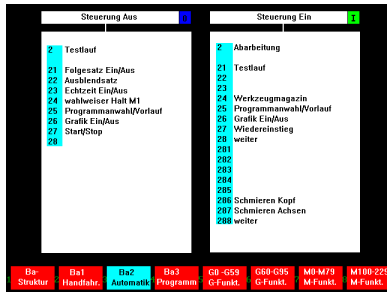 Steuerung Aus
2 Testlauf
21 Folgesatz Ein/Aus
22 Ausblendsatz
23 Echtzeit Ein/Aus
24 wahlweiser Halt M1
25 Programmanwahl/Vorlauf
26 Grafik Ein/Aus
27 Start/Stop
28
Steuerung Ein I
2 Abarbeitung
21 Testlauf
22
23
24 Werkzeugmagazin
25 Programmanwahl/Vorlauf
26 Grafik Ein/Aus
27 Wiedereinstieg
28 weiter
281
282
283
284
285
286 Schmieren Kopf
287 Schmieren Achsen
288 weiter
Ba- Ba1 Ba2 Ba3 G0 -G59 G60-G95 M0-M79 M100-229
Struktur Handfahr. Automatik Programm G-Funkt. G-Funkt. M-Funkt. M-Funkt.